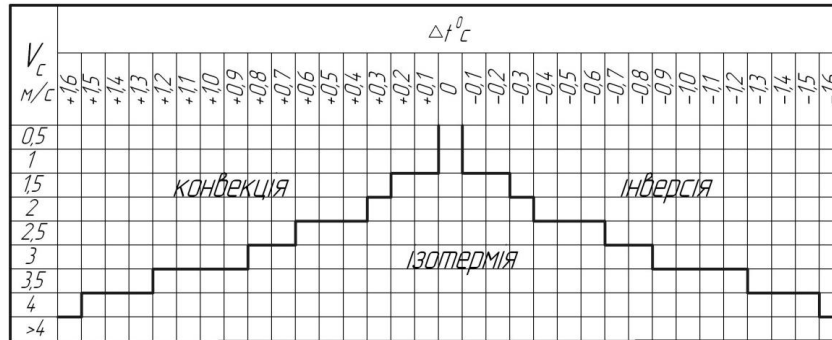 Δt⁰c
V_c
м/с
+1,6 +1,5 +1,4 +1,3 +1,2 +1,1 +1,0 +0,9 +0,8 +0,7 +0,6 +0,5 +0,4 +0,3 +0,2 +0,1 0 -0,1 -0,2 -0,3 -0,4 -0,5 -0,6 -0,7 -0,8 -0,9 -1,0 -1,1 -1,2 -1,3 -1,4 -1,5 -1,6
0,5
1
1,5 конвекція інверсія
2
2,5
3 ізотермія
3,5
4
>4